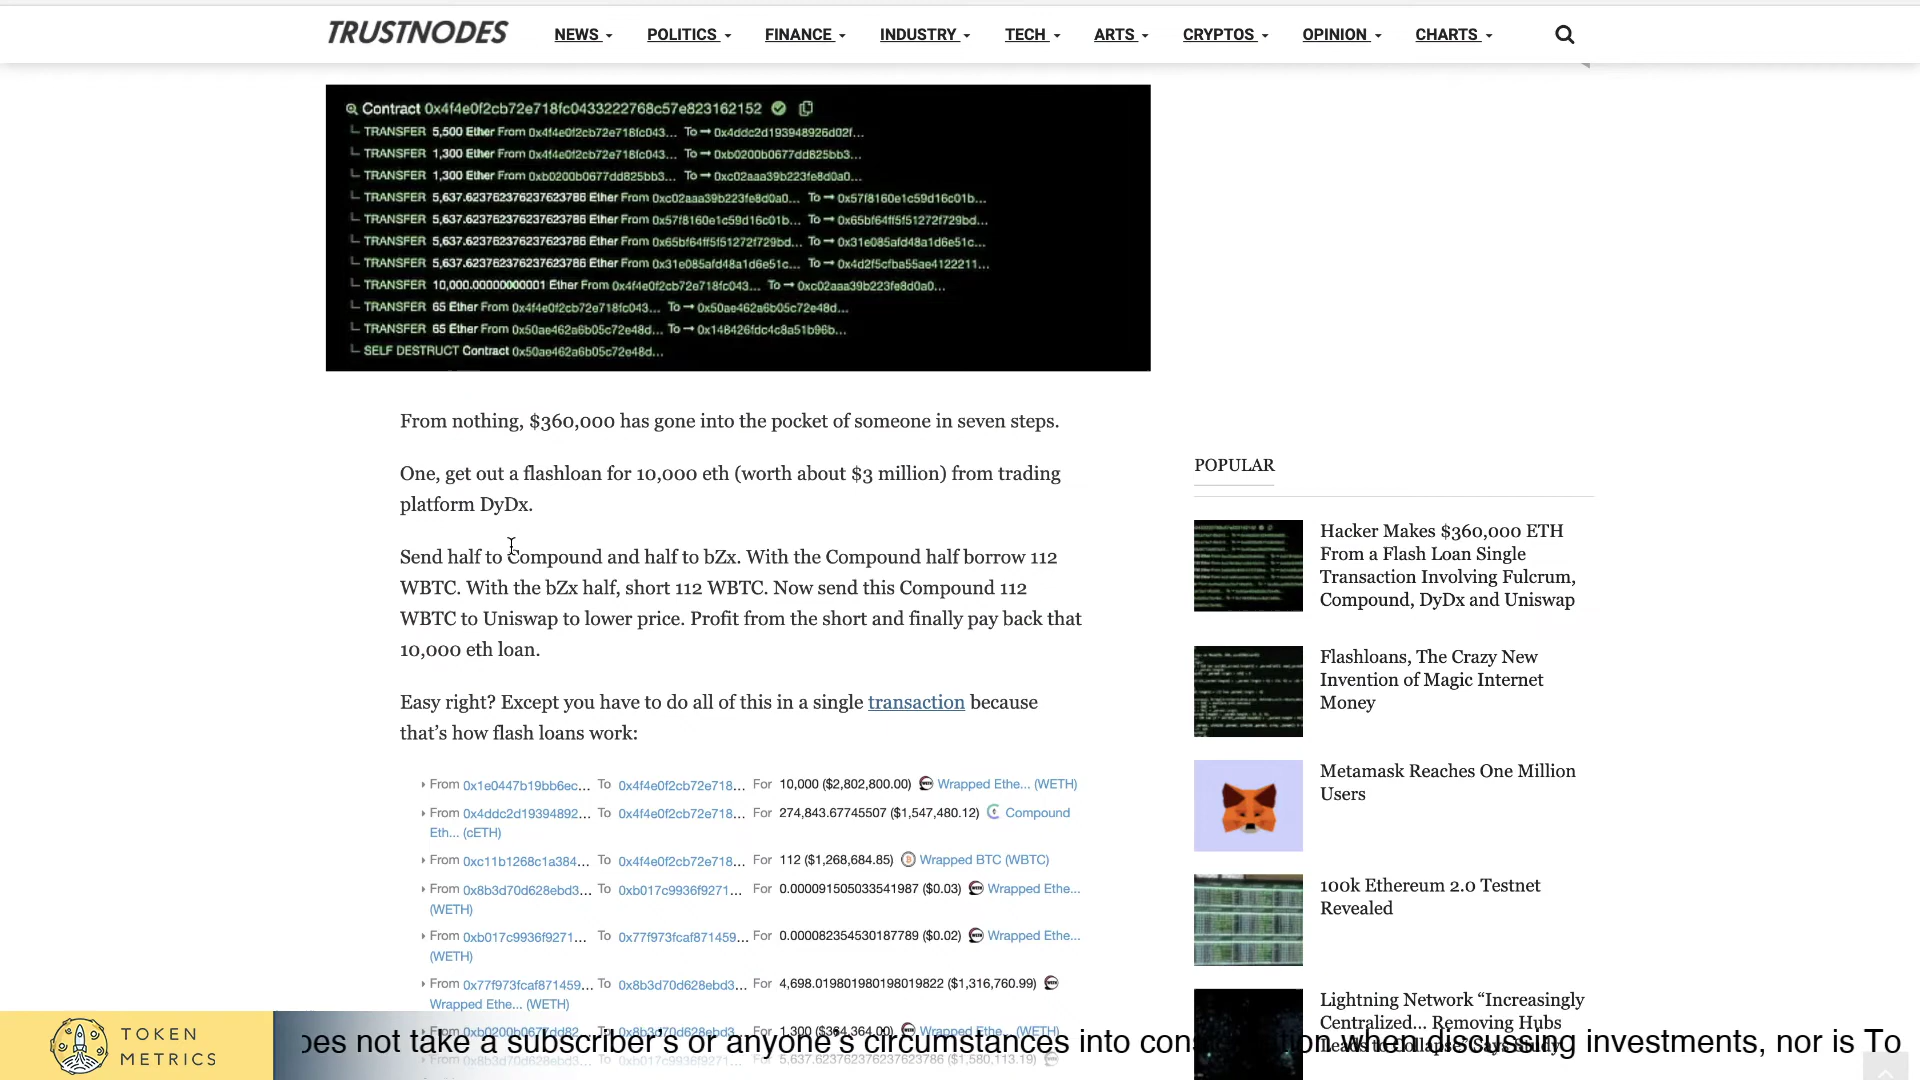 TRUSTNODES
NEWS POLITICS FINANCE INDUSTRY TECH ARTS CRYPTOS OPINION CHARTS
Contract 0x4f4e0f2cb72e718fc0433222768c57e823162152
TRANSFER 5,500 Ether From 0x4f4e0f2cb72e718fc043... To → 0x4ddc2d193948926d02f...
TRANSFER 1,300 Ether From 0x4f4e0f2cb72e718fc043... To → 0xb0200b0677dd825bb3...
TRANSFER 1,300 Ether From 0xb0200b0677dd825bb3... To → 0xc02aaa39b223fe8d0a0...
TRANSFER 5,637.623762376237623786 Ether From 0xc02aaa39b223fe8d0a0... To → 0x57f8160e1c59d16c01b...
TRANSFER 5,637.623762376237623786 Ether From 0x57f8160e1c59d16c01b... To → 0x65bf64ff5f51272f729bd...
TRANSFER 5,637.623762376237623786 Ether From 0x65bf64ff5f51272f729bd... To → 0x31e085afd48a1d6e51c...
TRANSFER 5,637.623762376237623786 Ether From 0x31e085afd48a1d6e51c... To → 0x4d2f5cfba55ae4122211...
TRANSFER 10,000.00000000001 Ether From 0x4f4e0f2cb72e718fc043... To → 0xc02aaa39b223fe8d0a0...
TRANSFER 65 Ether From 0x4f4e0f2cb72e718fc043... To → 0x50ae462a6b05c72e48d...
TRANSFER 65 Ether From 0x50ae462a6b05c72e48d... To → 0x148426fdc4c8a51b96b...
SELF DESTRUCT Contract 0x50ae462a6b05c72e48d...
From nothing, $360,000 has gone into the pocket of someone in seven steps.
One, get out a flashloan for 10,000 eth (worth about $3 million) from trading
platform DyDx.
Send half to Compound and half to bZx. With the Compound half borrow 112
WBTC. With the bZx half, short 112 WBTC. Now send this Compound 112
WBTC to Uniswap to lower price. Profit from the short and finally pay back that
10,000 eth loan.
Easy right? Except you have to do all of this in a single transaction because
that's how flash loans work:
From 0x1e0447b19bb6ec... To 0x4f4e0f2cb72e718... For 10,000 ($2,802,800.00) Wrapped Ethe... (WETH)
From 0x4ddc2d19394892... To 0x4f4e0f2cb72e718... For 274,843.67745507 ($1,547,480.12) Compound
Eth... (cETH)
From 0xc11b1268c1a384... To 0x4f4e0f2cb72e718... For 112 ($1,268,684.85) Wrapped BTC (WBTC)
From 0x8b3d70d628ebd3... To 0xb017c9936f9271... For 0.000091505033541987 ($0.03) Wrapped Ethe...
(WETH)
From 0xb017c9936f9271... To 0x77f973fcaf871459... For 0.000082354530187789 ($0.02) Wrapped Ethe...
(WETH)
From 0x77f973fcaf871459... To 0x8b3d70d628ebd3... For 4,698.019801980198019822 ($1,316,760.99)
Wrapped Ethe... (WETH)
From 0xb0200b0677dd82... To 0x8b3d70d628ebd3... For 1,300 ($364,364.00) Wrapped Ethe... (WETH)
From 0x8b3d70d628ebd3... For 5,637.623762376237623786 ($1,580,113.19)
POPULAR
Hacker Makes $360,000 ETH
From a Flash Loan Single
Transaction Involving Fulcrum,
Compound, DyDx and Uniswap
Flashloans, The Crazy New
Invention of Magic Internet
Money
Metamask Reaches One Million
Users
100k Ethereum 2.0 Testnet
Revealed
Lightning Network “Increasingly
Centralized... Removing Hubs
Leads to Collapse” Says Study
TOKEN
METRICS
oes not take a subscriber's or anyone's circumstances into consideration when discussing investments, nor is To